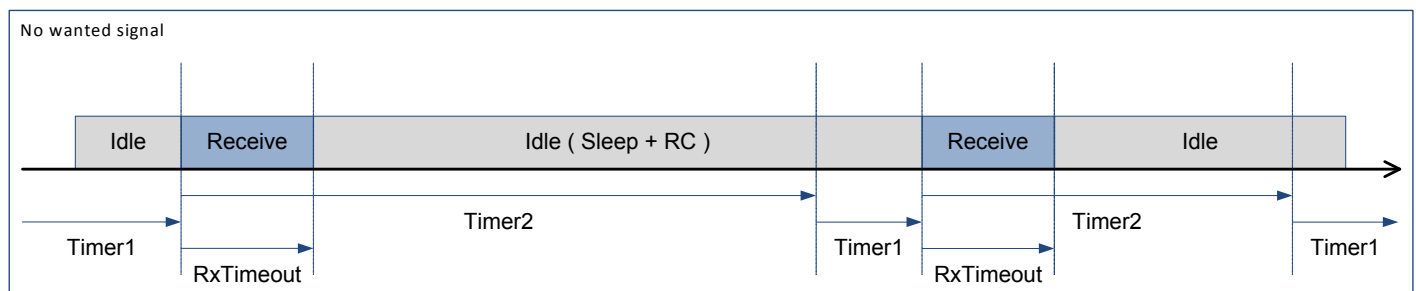 No wanted signal
Idle Receive Idle ( Sleep + RC ) Receive Idle
Timer2 Timer2
Timer1 Timer1 Timer1
RxTimeout RxTimeout